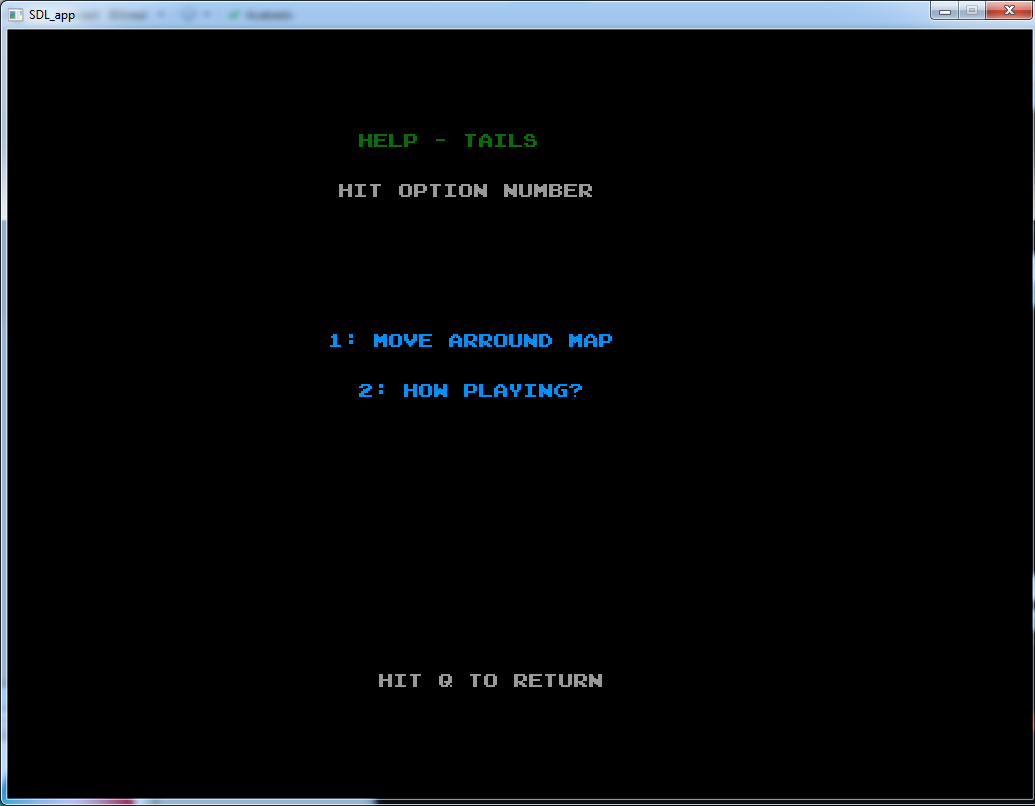 SDL_app
HELP - TAILS
HIT OPTION NUMBER
1: MOVE ARROUND MAP
2: HOW PLAYING?
HIT Q TO RETURN